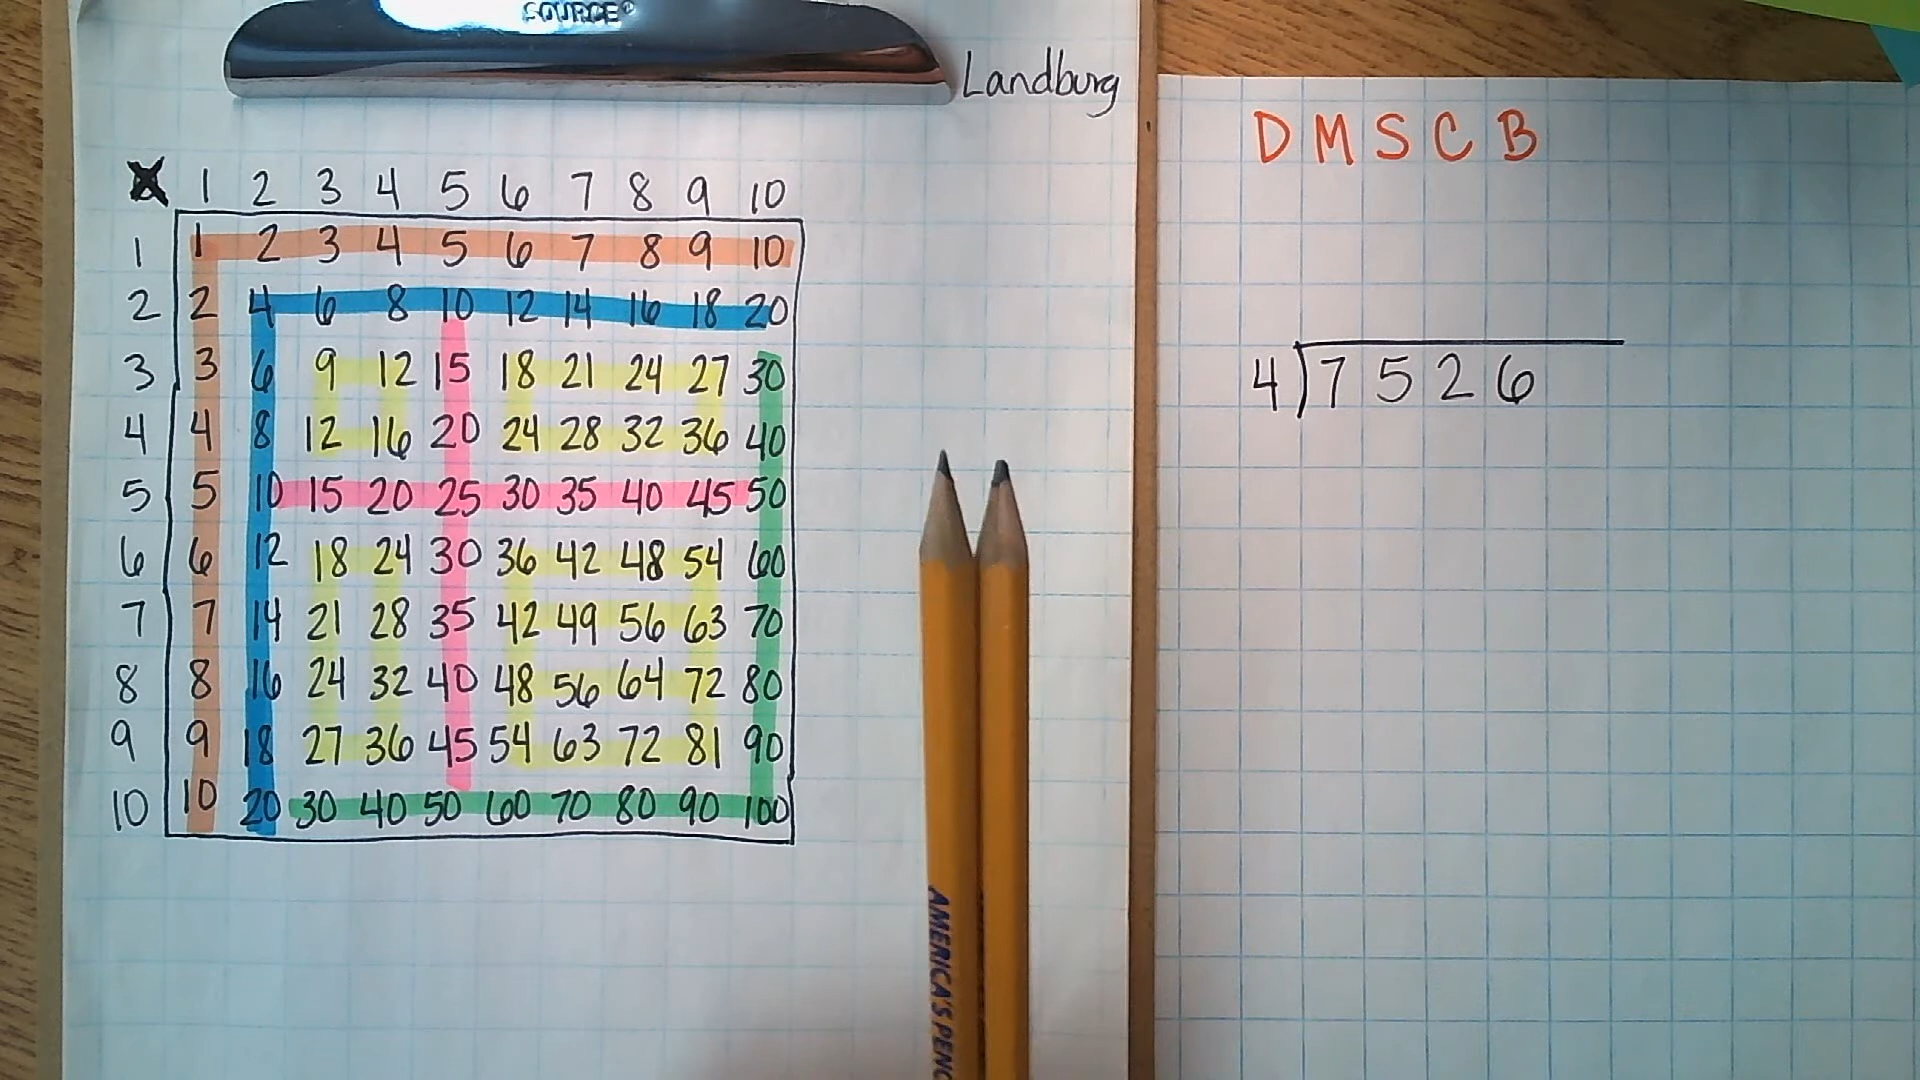 SOURCE®
Landburg
X 1 2 3 4 5 6 7 8 9 10
1 1 2 3 4 5 6 7 8 9 10
2 2 4 6 8 10 12 14 16 18 20
3 3 6 9 12 15 18 21 24 27 30
4 4 8 12 16 20 24 28 32 36 40
5 5 10 15 20 25 30 35 40 45 50
6 6 12 18 24 30 36 42 48 54 60
7 7 14 21 28 35 42 49 56 63 70
8 8 16 24 32 40 48 56 64 72 80
9 9 18 27 36 45 54 63 72 81 90
10 10 20 30 40 50 60 70 80 90 100
AMERICA'S PENC
D M S C B
4)7526